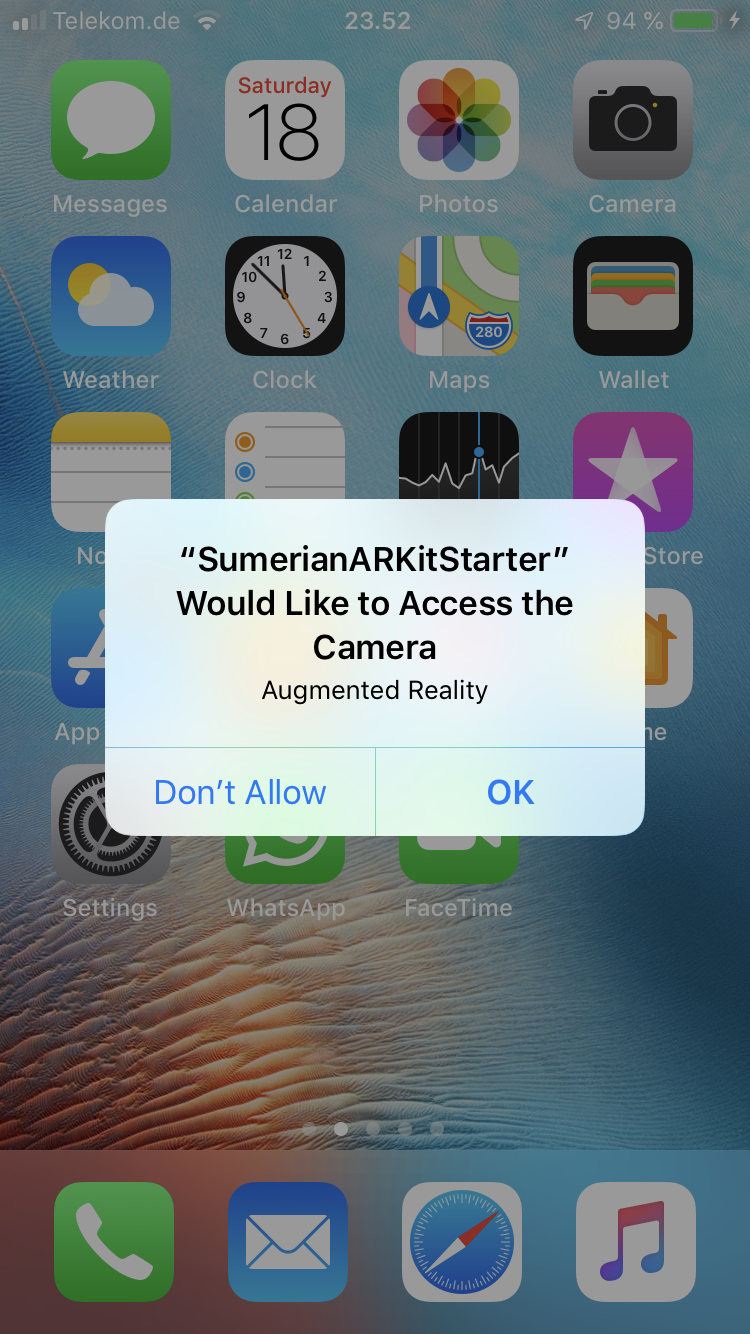 Telekom.de 23.52 94 %
Saturday
18
Messages Calendar Photos Camera
12
11 1
10 2
9 3
8 4
7 5
6
280
Weather Clock Maps Wallet
No Store
“SumerianARKitStarter”
Would Like to Access the
Camera
Augmented Reality
App
Don’t Allow OK
Settings WhatsApp FaceTime